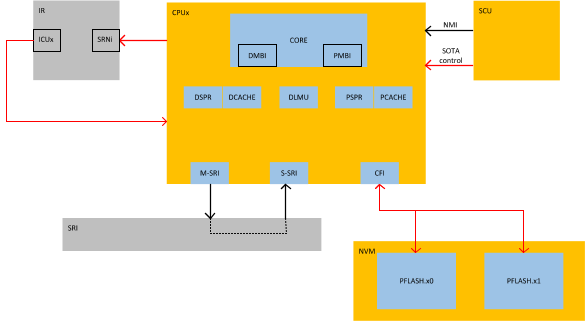 IR
ICUx
SRNi
CPUx
CORE
DMBI
PMBI
DSPR
DCACHE
DLMU
PSPR
PCACHE
M-SRI
S-SRI
CFI
NMI
SOTA
control
SCU
SRI
NVM
PFLASH.x0
PFLASH.x1